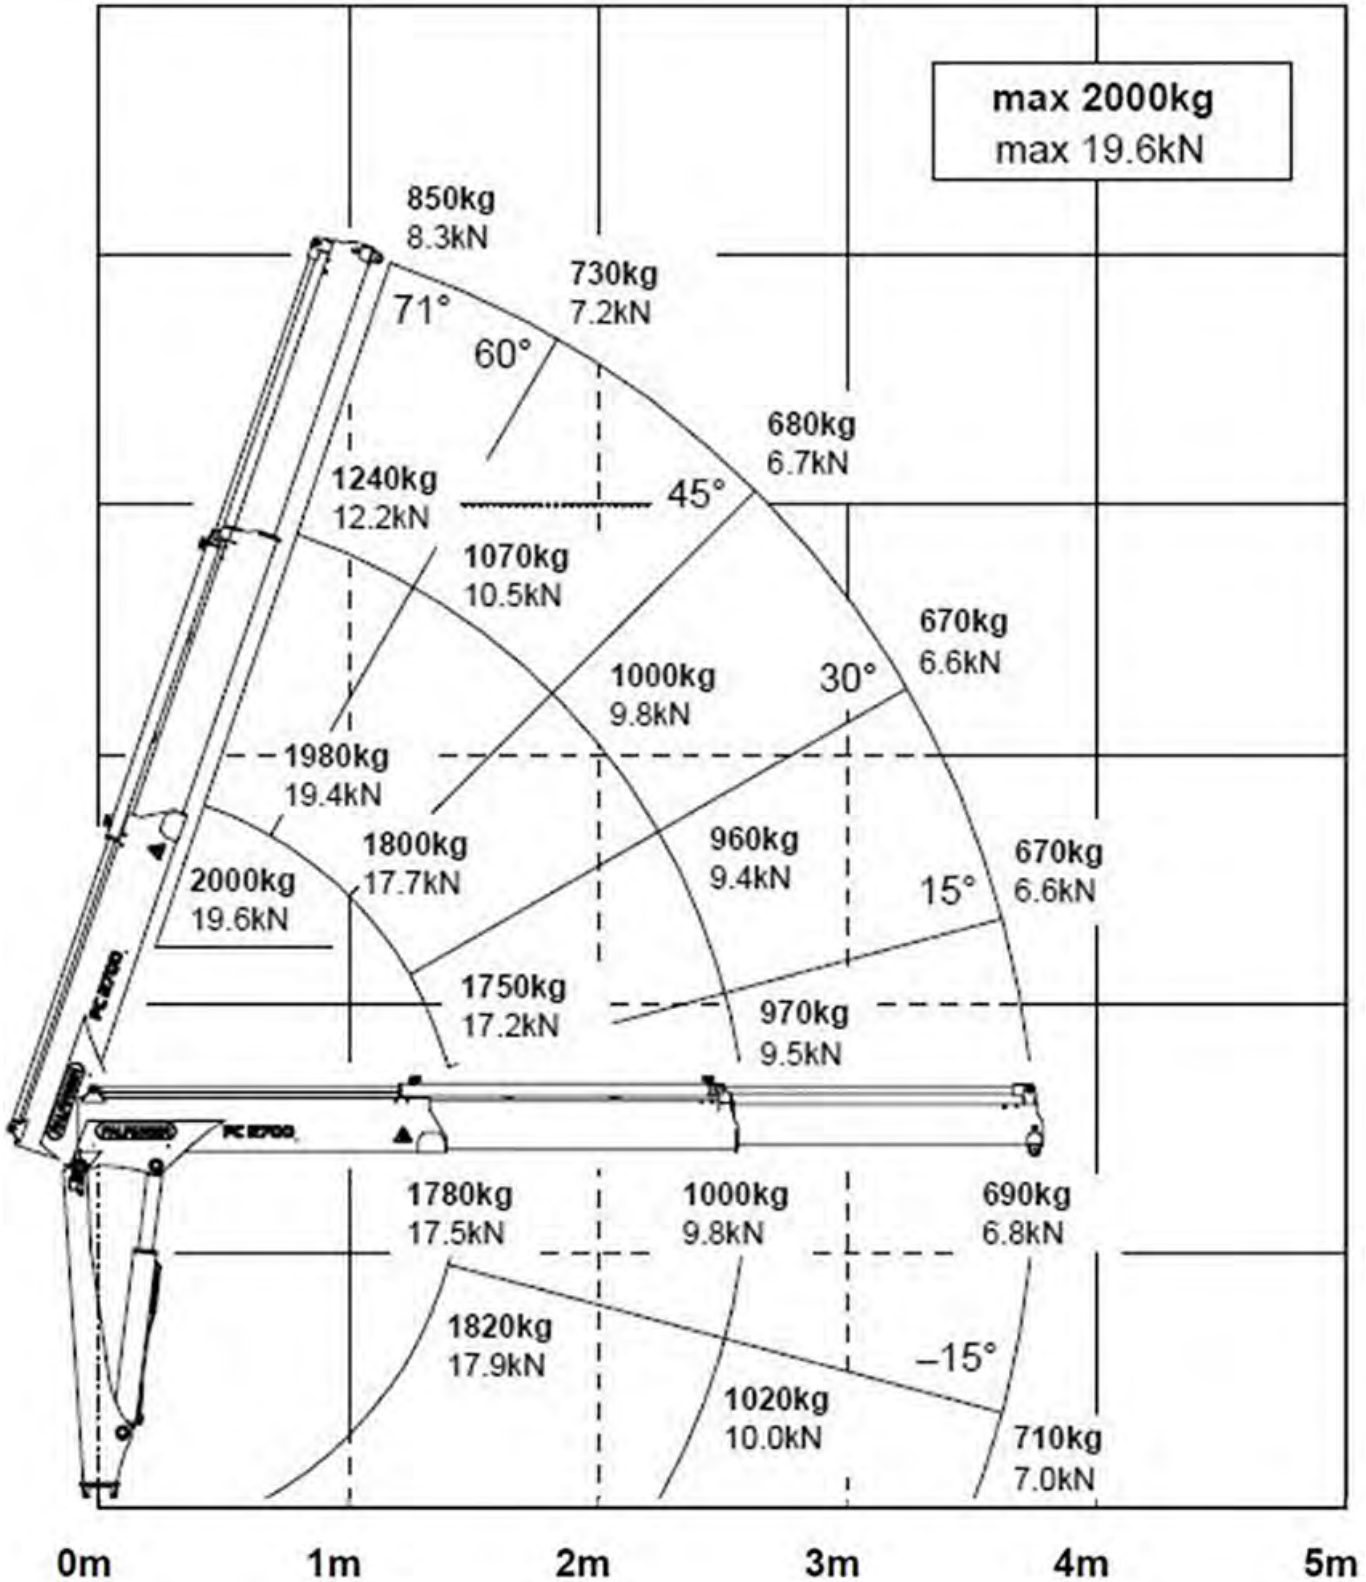 max 2000kg
max 19.6kN
850kg
8.3kN
71°
730kg
7.2kN
60°
680kg
6.7kN
45°
1240kg
12.2kN
1070kg
10.5kN
670kg
6.6kN
30°
1000kg
9.8kN
1980kg
19.4kN
1800kg
17.7kN
960kg
9.4kN
670kg
6.6kN
15°
2000kg
19.6kN
1750kg
17.2kN
970kg
9.5kN
PC 2700
PALFINGER
PALFINGER
PC 2700
1780kg
17.5kN
1000kg
9.8kN
690kg
6.8kN
1820kg
17.9kN
–15°
1020kg
10.0kN
710kg
7.0kN
0m 1m 2m 3m 4m 5m